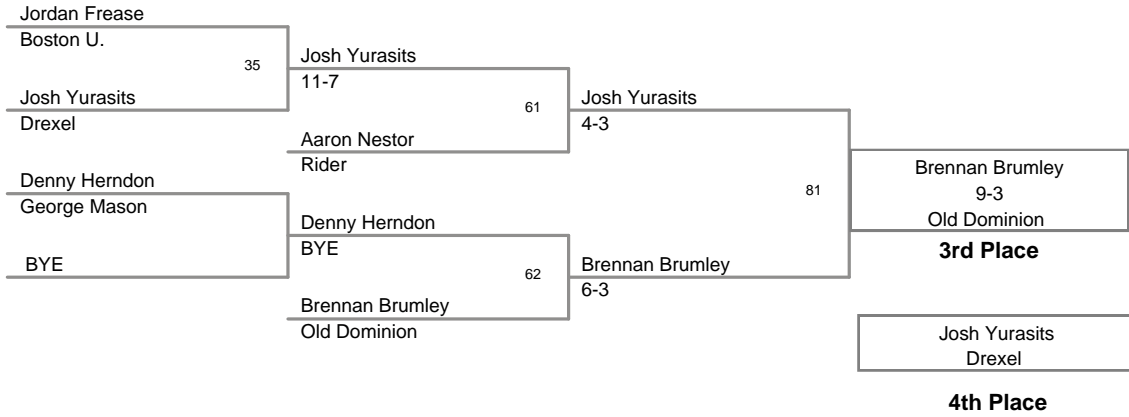 Jordan Frease
Boston U.
35
Josh Yurasits
11-7
Josh Yurasits
Drexel
61
Josh Yurasits
4-3
Aaron Nestor
Rider
Denny Herndon
George Mason
81
Brennan Brumley
9-3
Old Dominion
3rd Place
Denny Herndon
BYE
BYE
62
Brennan Brumley
6-3
Brennan Brumley
Old Dominion
Josh Yurasits
Drexel
4th Place